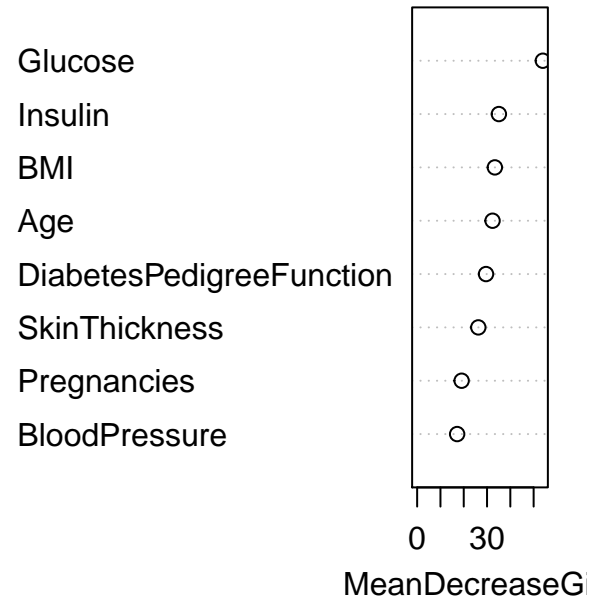 Glucose
Insulin
BMI
Age
DiabetesPedigreeFunction
SkinThickness
Pregnancies
BloodPressure
0 30
MeanDecreaseGi